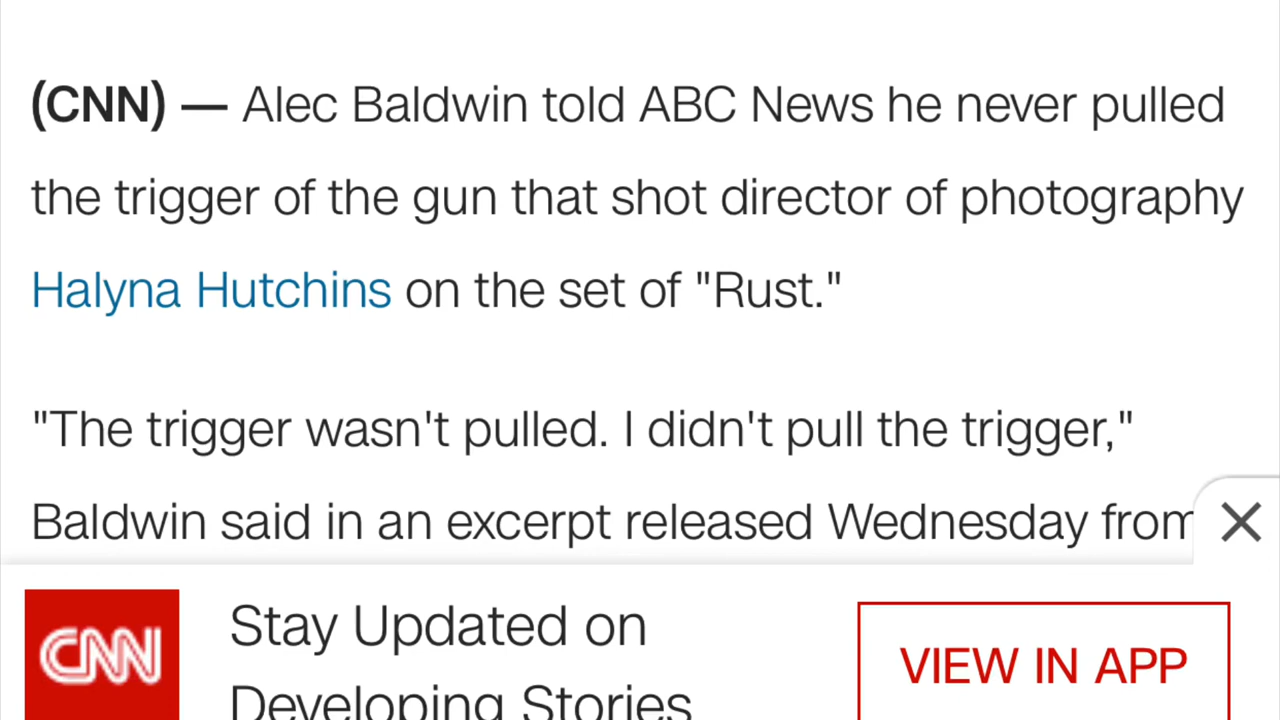 (CNN) — Alec Baldwin told ABC News he never pulled
the trigger of the gun that shot director of photography
Halyna Hutchins on the set of "Rust."
"The trigger wasn't pulled. I didn't pull the trigger,"
Baldwin said in an excerpt released Wednesday from
CNN
Stay Updated on
Developing Stories
VIEW IN APP